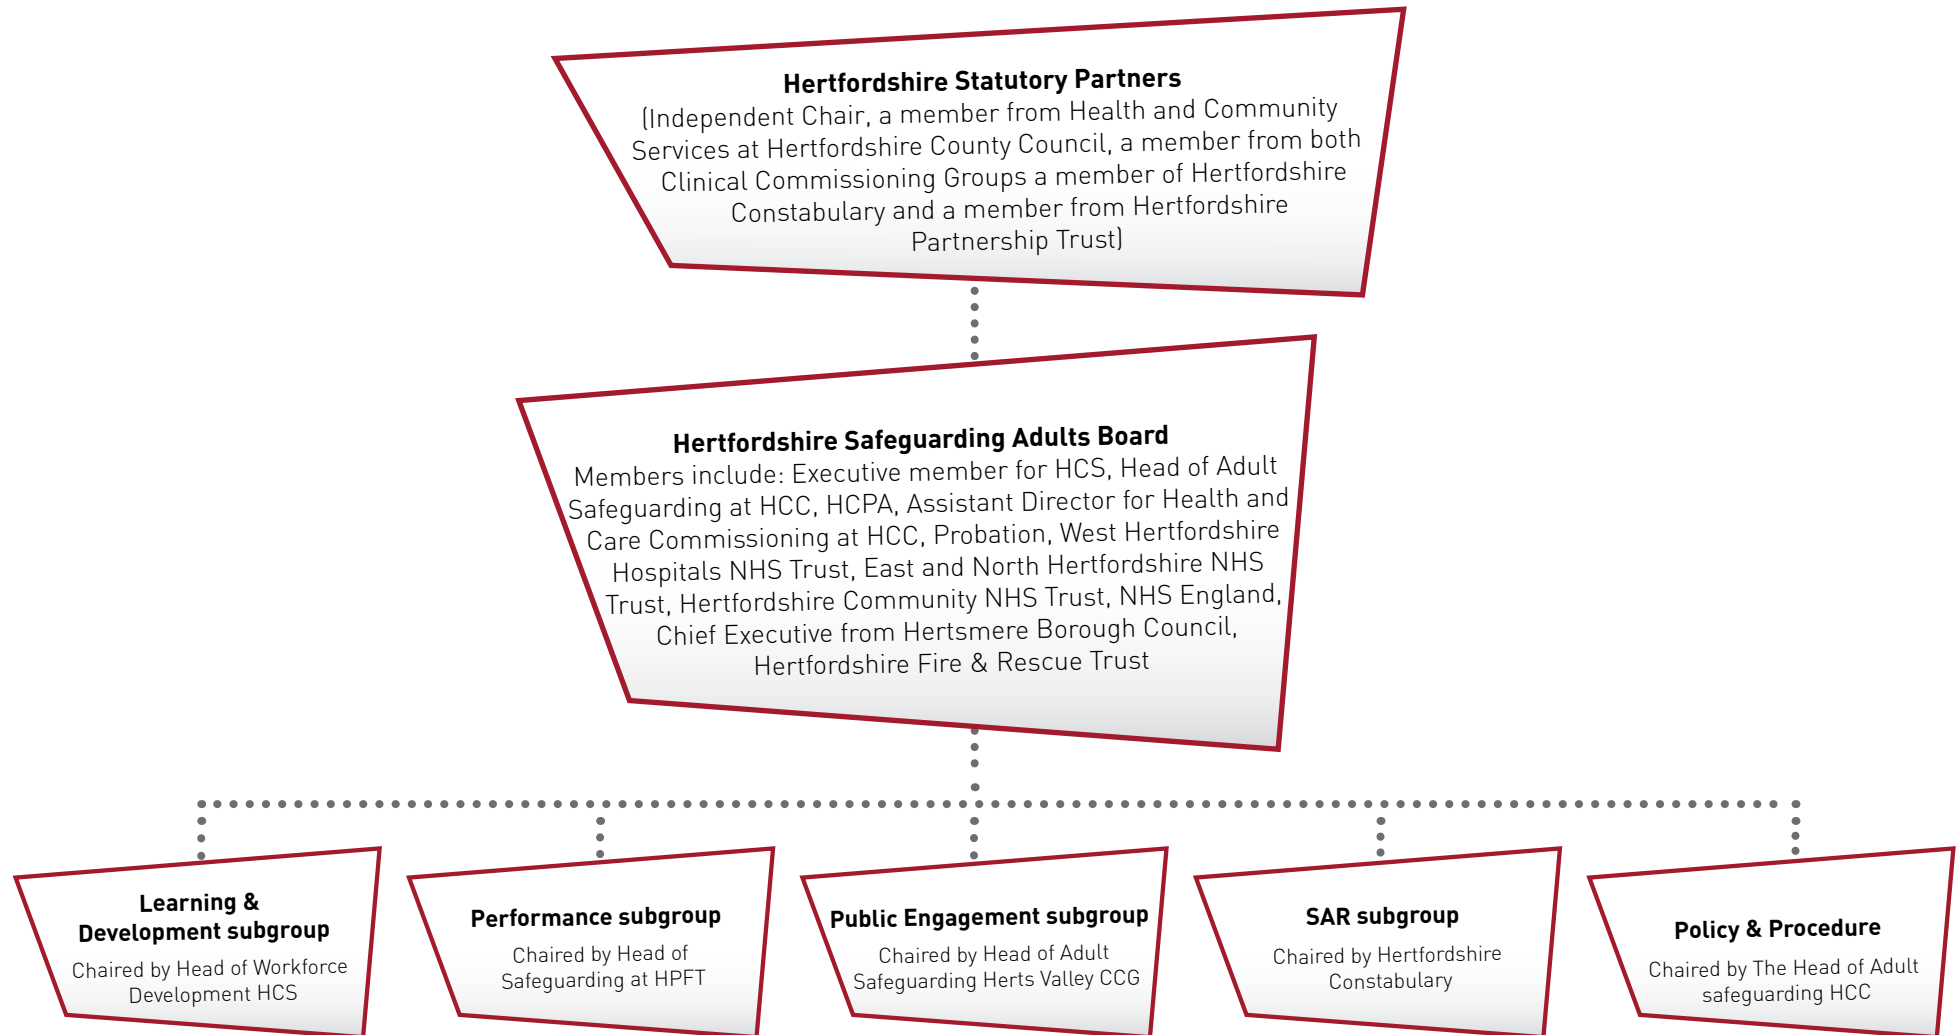 Hertfordshire Statutory Partners
(Independent Chair, a member from Health and Community
Services at Hertfordshire County Council, a member from both
Clinical Commissioning Groups a member of Hertfordshire
Constabulary and a member from Hertfordshire
Partnership Trust)
Hertfordshire Safeguarding Adults Board
Members include: Executive member for HCS, Head of Adult
Safeguarding at HCC, HCPA, Assistant Director for Health and
Care Commissioning at HCC, Probation, West Hertfordshire
Hospitals NHS Trust, East and North Hertfordshire NHS
Trust, Hertfordshire Community NHS Trust, NHS England,
Chief Executive from Hertsmere Borough Council,
Hertfordshire Fire & Rescue Trust
Learning &
Development subgroup
Chaired by Head of Workforce
Development HCS
Performance subgroup
Chaired by Head of
Safeguarding at HPFT
Public Engagement subgroup
Chaired by Head of Adult
Safeguarding Herts Valley CCG
SAR subgroup
Chaired by Hertfordshire
Constabulary
Policy & Procedure
Chaired by The Head of Adult
safeguarding HCC